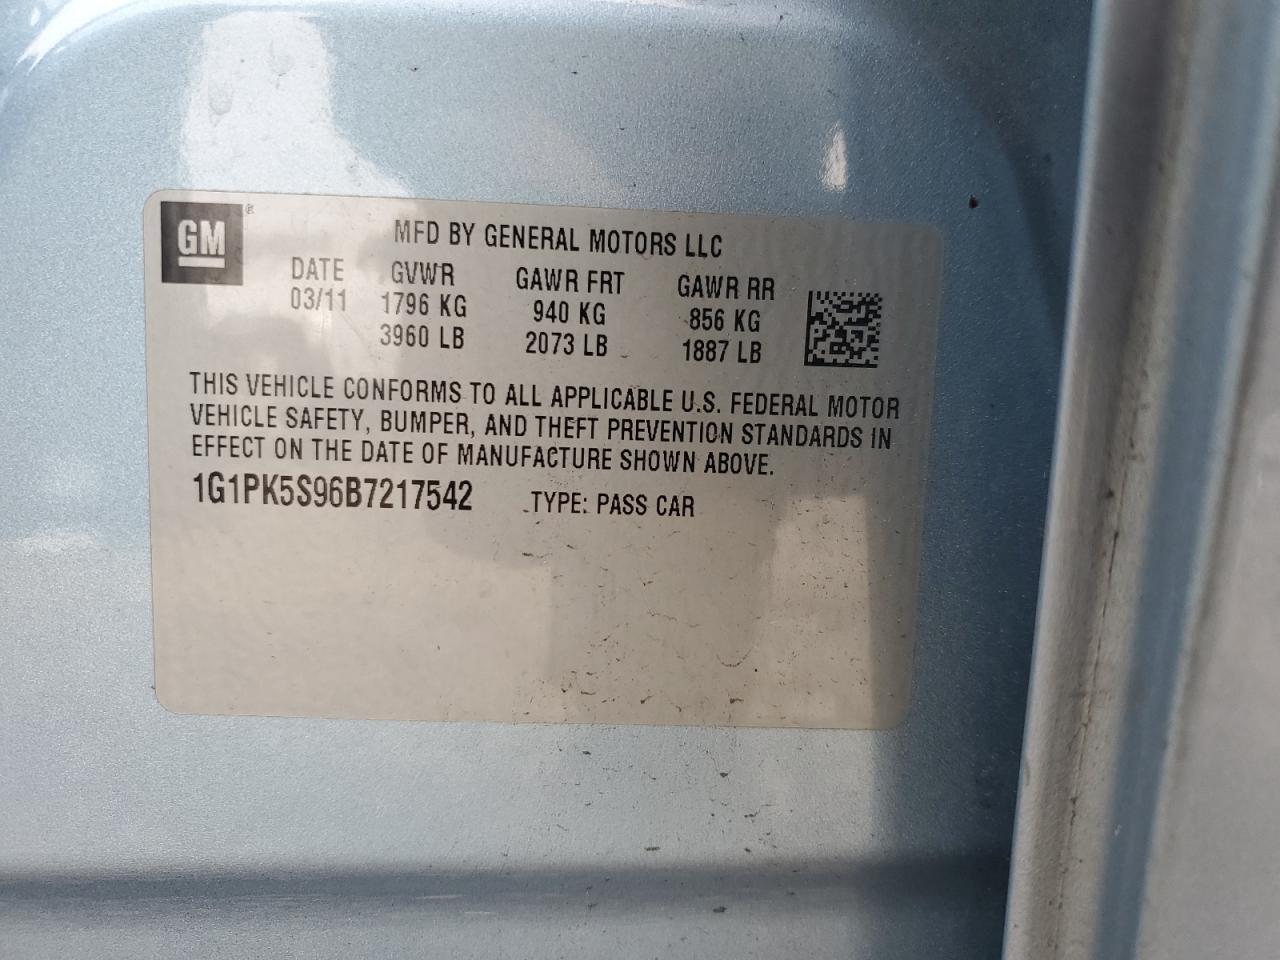 GM
MFD BY GENERAL MOTORS LLC
DATE GVWR GAWR FRT GAWR RR
03/11 1796 KG 940 KG 856 KG
3960 LB 2073 LB 1887 LB
THIS VEHICLE CONFORMS TO ALL APPLICABLE U.S. FEDERAL MOTOR
VEHICLE SAFETY, BUMPER, AND THEFT PREVENTION STANDARDS IN
EFFECT ON THE DATE OF MANUFACTURE SHOWN ABOVE.
1G1PK5S96B7217542 TYPE: PASS CAR